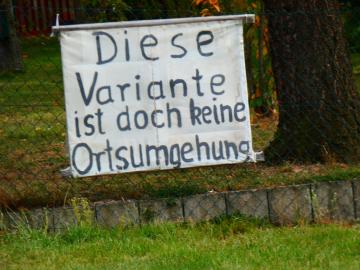 Diese
Variante
ist doch keine
Ortsumgehung